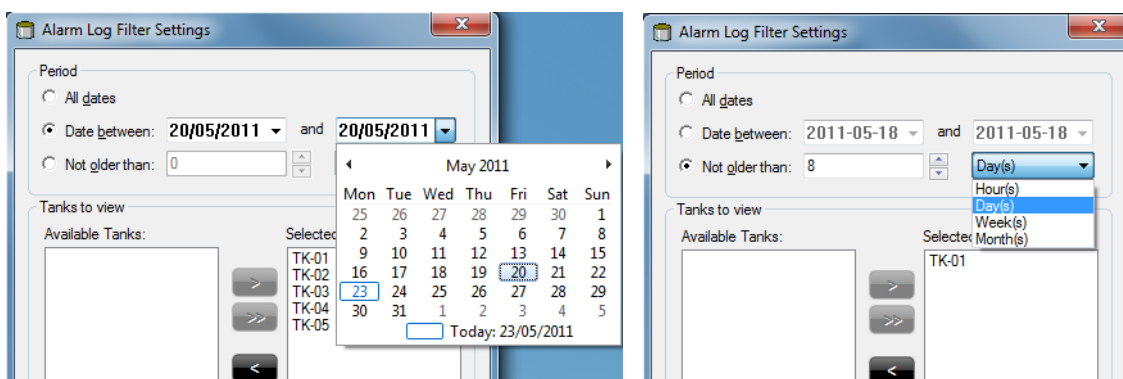 Alarm Log Filter Settings
x
Period
All dates
Date between: 20/05/2011 and 20/05/2011
Not older than: 0
May 2011
Mon Tue Wed Thu Fri Sat Sun
25 26 27 28 29 30 1
2 3 4 5 6 7 8
9 10 11 12 13 14 15
16 17 18 19 20 21 22
23 24 25 26 27 28 29
30 31 1 2 3 4 5
Today: 23/05/2011
Tanks to view
Available Tanks: Selected
TK-01
TK-02
TK-03
TK-04
TK-05
>
>>
<
Alarm Log Filter Settings
x
Period
All dates
Date between: 2011-05-18 and 2011-05-18
Not older than: 8 Day(s)
Hour(s)
Day(s)
Week(s)
Month(s)
Tanks to view
Available Tanks: Selecte
TK-01
>
>>
<